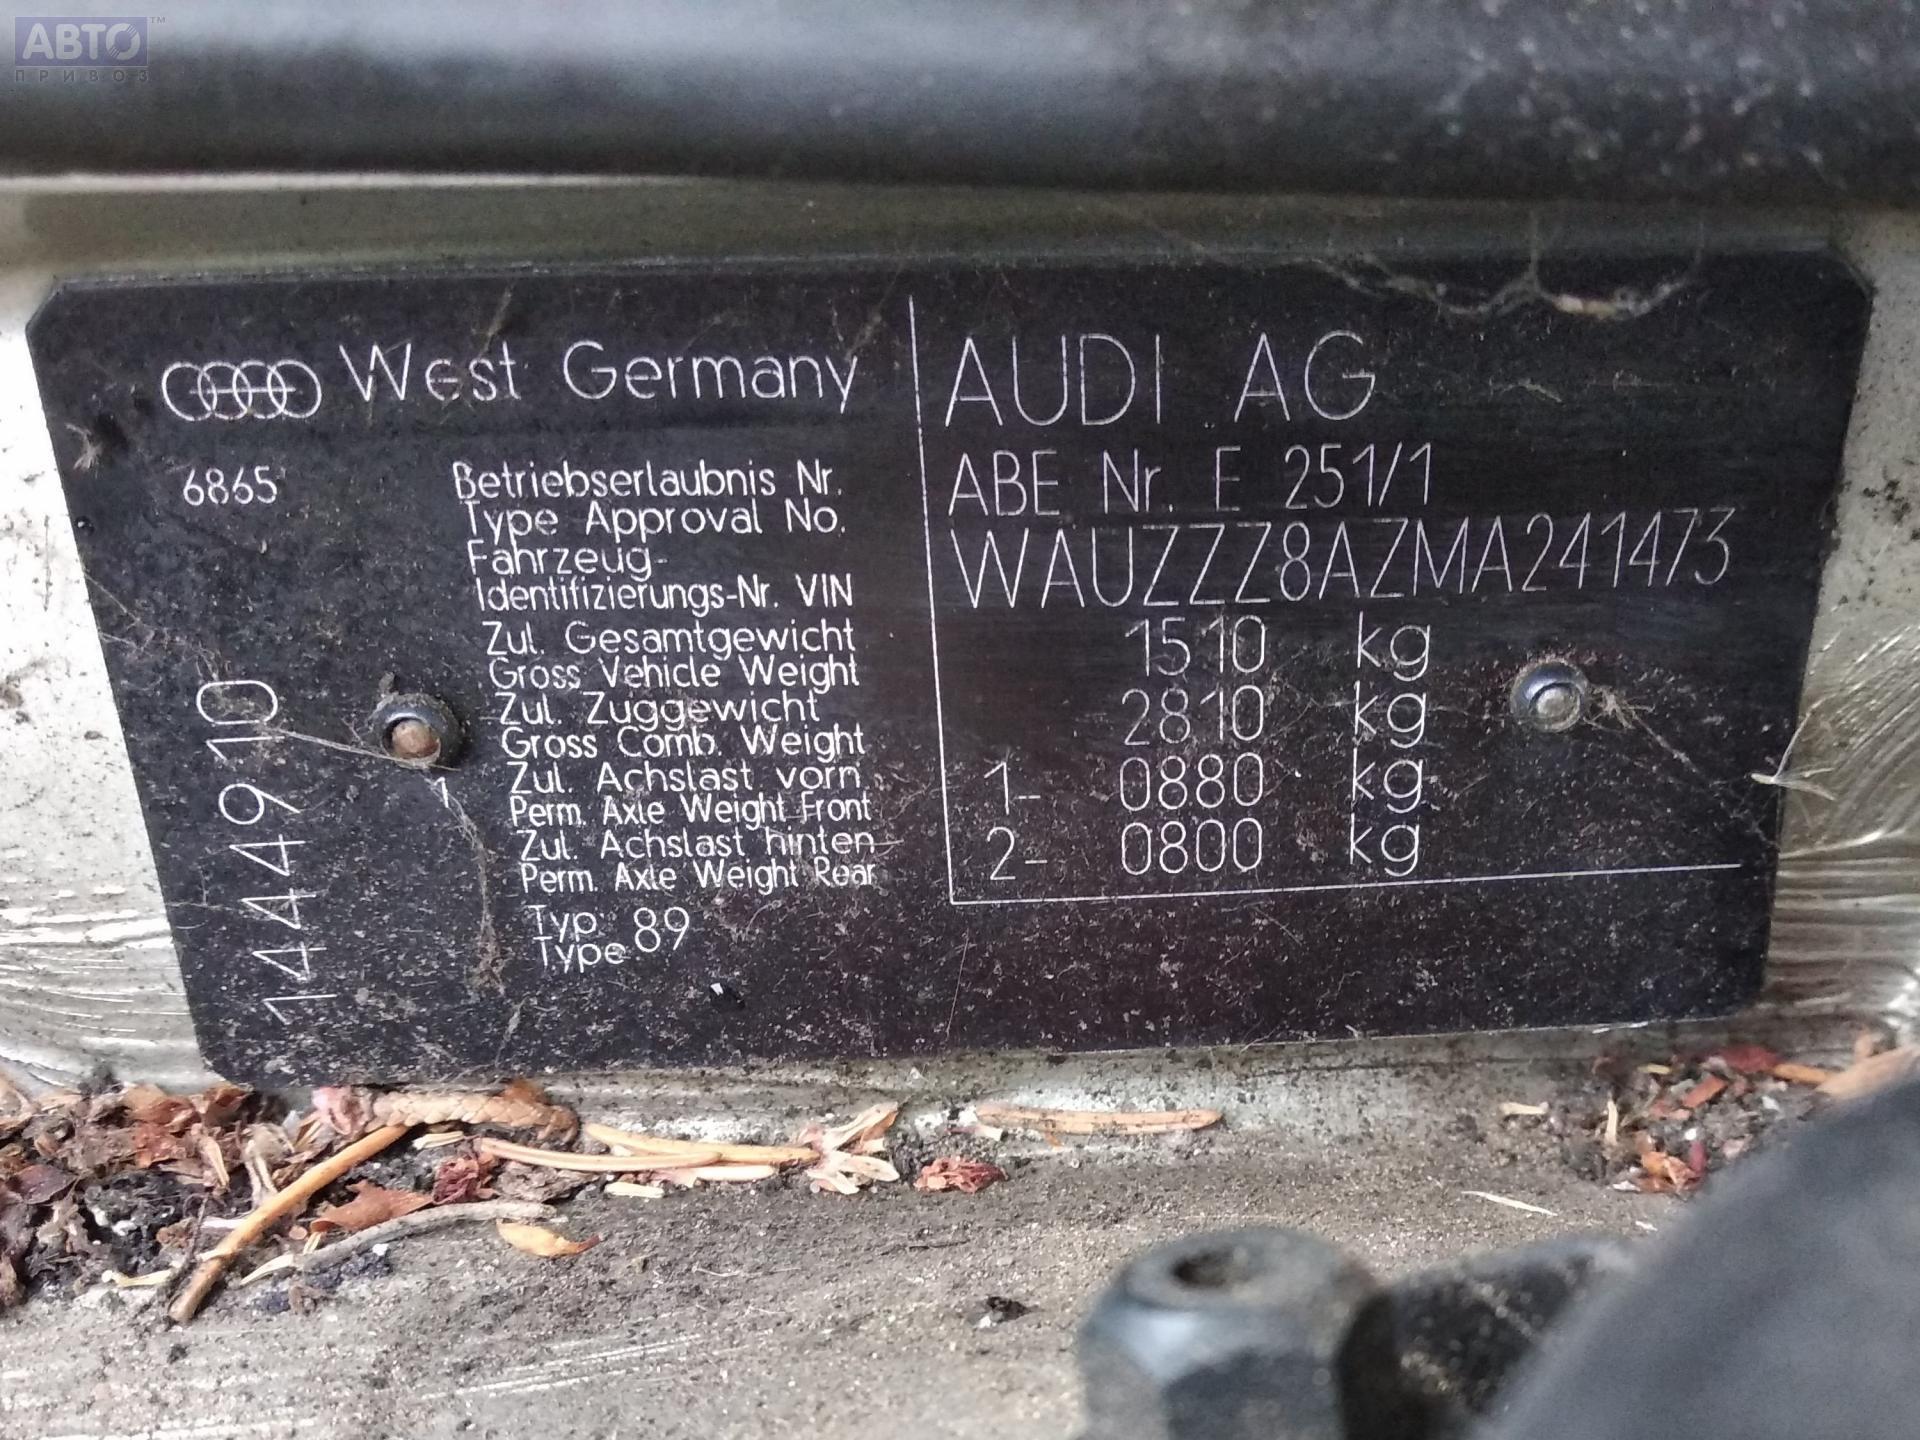 АВТО™
ПРИВОЗ
West Germany
6865
Betriebserlaubnis Nr.
Type Approval No.
Fahrzeug-
Identifizierungs-Nr. VIN
Zul. Gesamtgewicht
Gross Vehicle Weight
Zul. Zuggewicht
Gross Comb. Weight
1 Zul. Achslast vorn
Perm. Axle Weight Front
Zul. Achslast hinten
Perm. Axle Weight Rear
Typ: 89
Type
1444910
AUDI AG
ABE Nr. E 251/1
WAUZZZ8AZMA241473
1510 kg
2810 kg
1- 0880 kg
2- 0800 kg